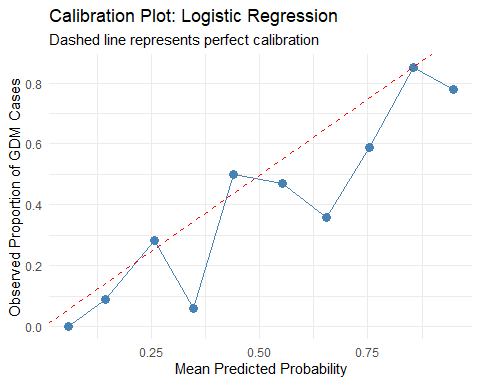 Calibration Plot: Logistic Regression
Dashed line represents perfect calibration
Observed Proportion of GDM Cases
0.8
0.6
0.4
0.2
0.0
0.25 0.50 0.75
Mean Predicted Probability